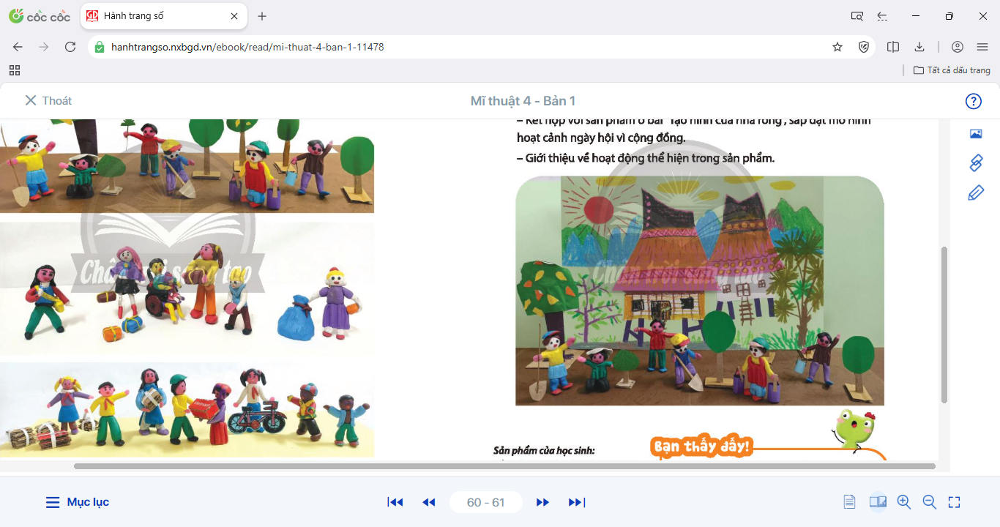 cốc cốc
Hành trang số
hanhtrangso.nxbgd.vn/ebook/read/mi-thuat-4-ban-1-11478
Tất cả dấu trang
Thoát
Mĩ thuật 4 - Bản 1
– Kết hợp với sản phẩm ở bài "Tạo hình của nhà rông", sắp đặt mô hình
hoạt cảnh ngày hội vì cộng đồng.
– Giới thiệu về hoạt động thể hiện trong sản phẩm.
Chân trời sáng tạo
Chân trời sáng tạo
Sản phẩm của học sinh:
Bạn thấy đấy!
Mục lục
60 - 61